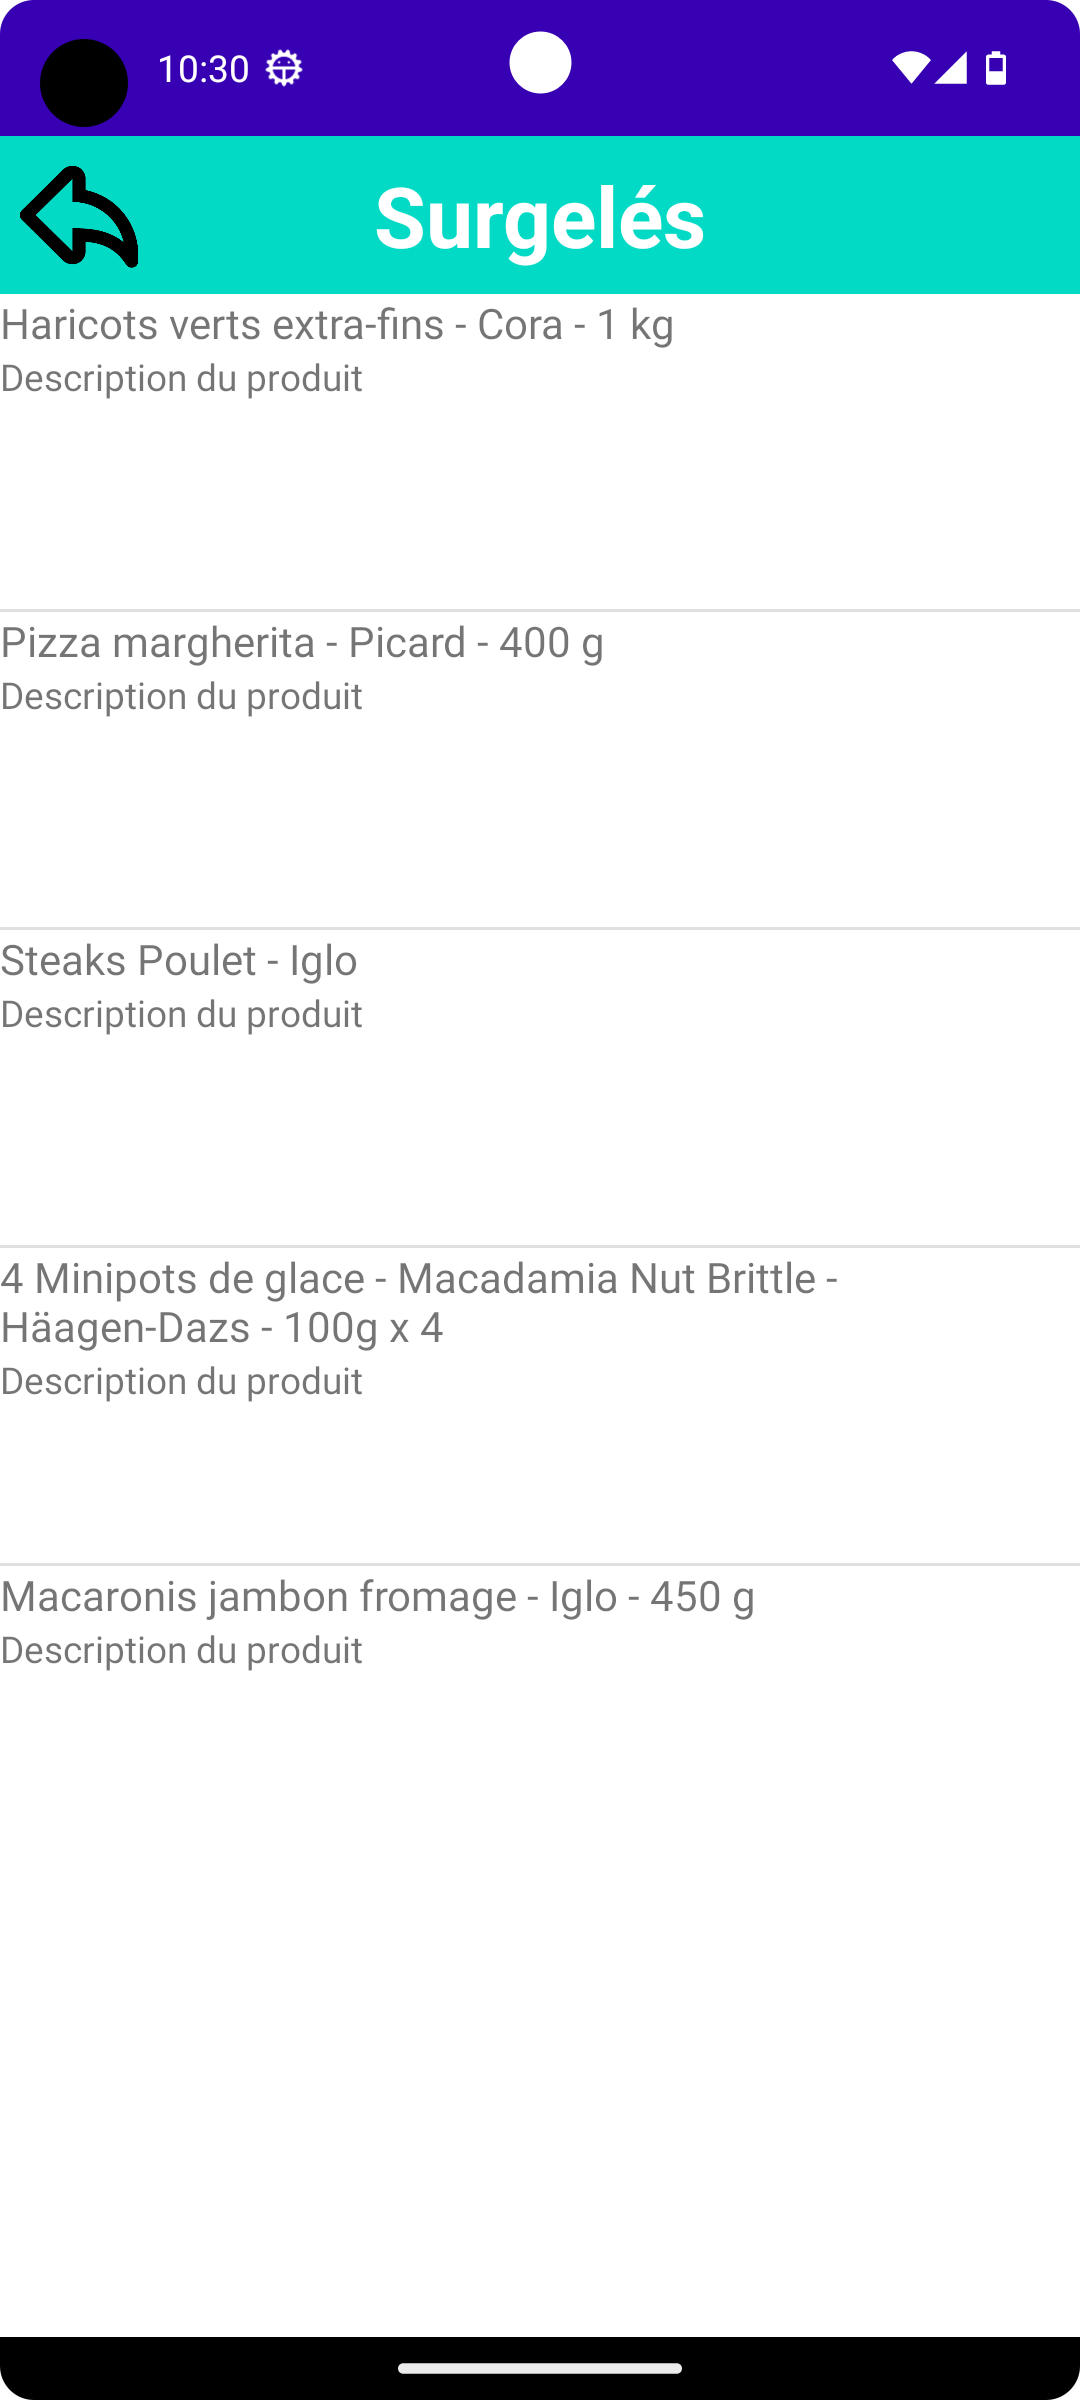 10:30
Surgelés
Haricots verts extra-fins - Cora - 1 kg
Description du produit
Pizza margherita - Picard - 400 g
Description du produit
Steaks Poulet - Iglo
Description du produit
4 Minipots de glace - Macadamia Nut Brittle -
Häagen-Dazs - 100g x 4
Description du produit
Macaronis jambon fromage - Iglo - 450 g
Description du produit